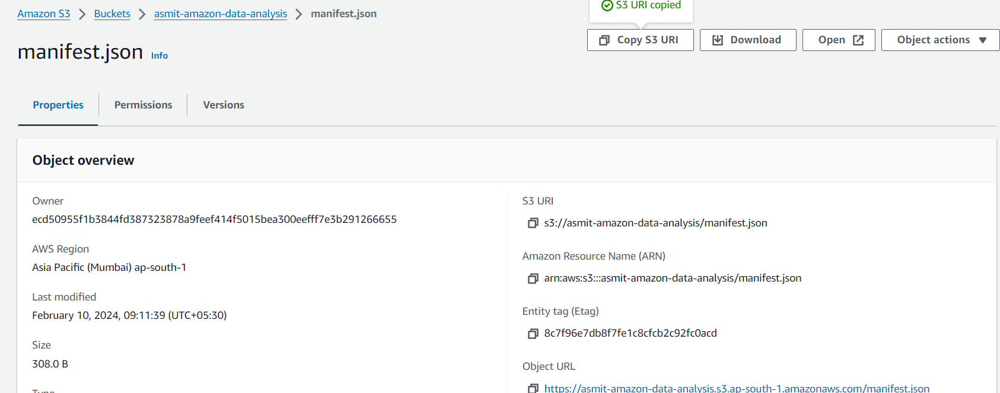 S3 URI copied
Amazon S3 > Buckets > asmit-amazon-data-analysis > manifest.json
Copy S3 URI
Download
Open
Object actions
manifest.json Info
Properties
Permissions
Versions
Object overview
Owner
ecd50955f1b3844fd387323878a9feef414f5015bea300eefff7e3b291266655
AWS Region
Asia Pacific (Mumbai) ap-south-1
Last modified
February 10, 2024, 09:11:39 (UTC+05:30)
Size
308.0 B
Type
S3 URI
s3://asmit-amazon-data-analysis/manifest.json
Amazon Resource Name (ARN)
arn:aws:s3:::asmit-amazon-data-analysis/manifest.json
Entity tag (Etag)
8c7f96e7db8f7fe1c8cfcb2c92fc0acd
Object URL
https://asmit-amazon-data-analysis.s3.ap-south-1.amazonaws.com/manifest.json